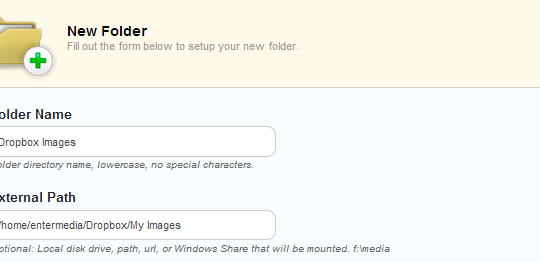 New Folder
Fill out the form below to setup your new folder.
older Name
Dropbox Images
older directory name, lowercase, no special characters.
xternal Path
/home/entermedia/Dropbox/My Images
ptional: Local disk drive, path, url, or Windows Share that will be mounted. f:\media